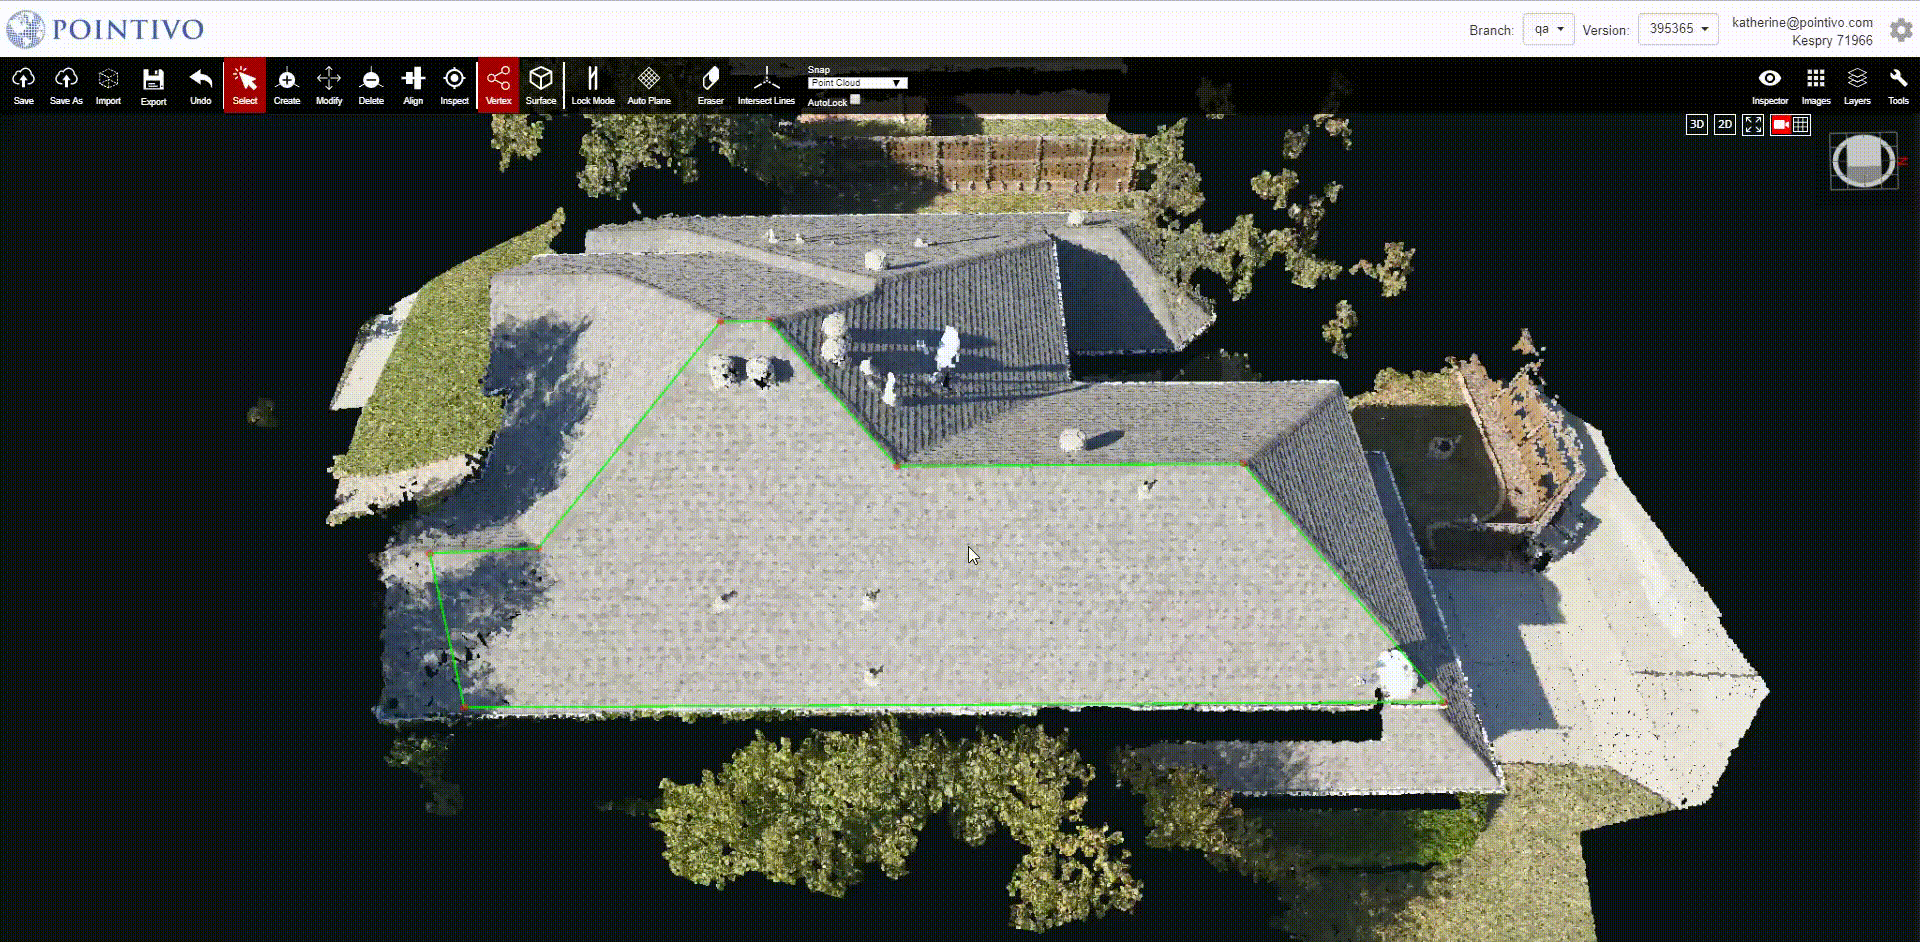 POINTIVO
Branch: qa Version: 395365
katherine@pointivo.com
Kespry 71966
Save Save As Import Export Undo Select Create Modify Delete Align Inspect Vertex Surface Lock Mode Auto Plane Eraser Intersect Lines
Snap
Point Cloud
AutoLock
Inspector Images Layers Tools
3D 2D
N